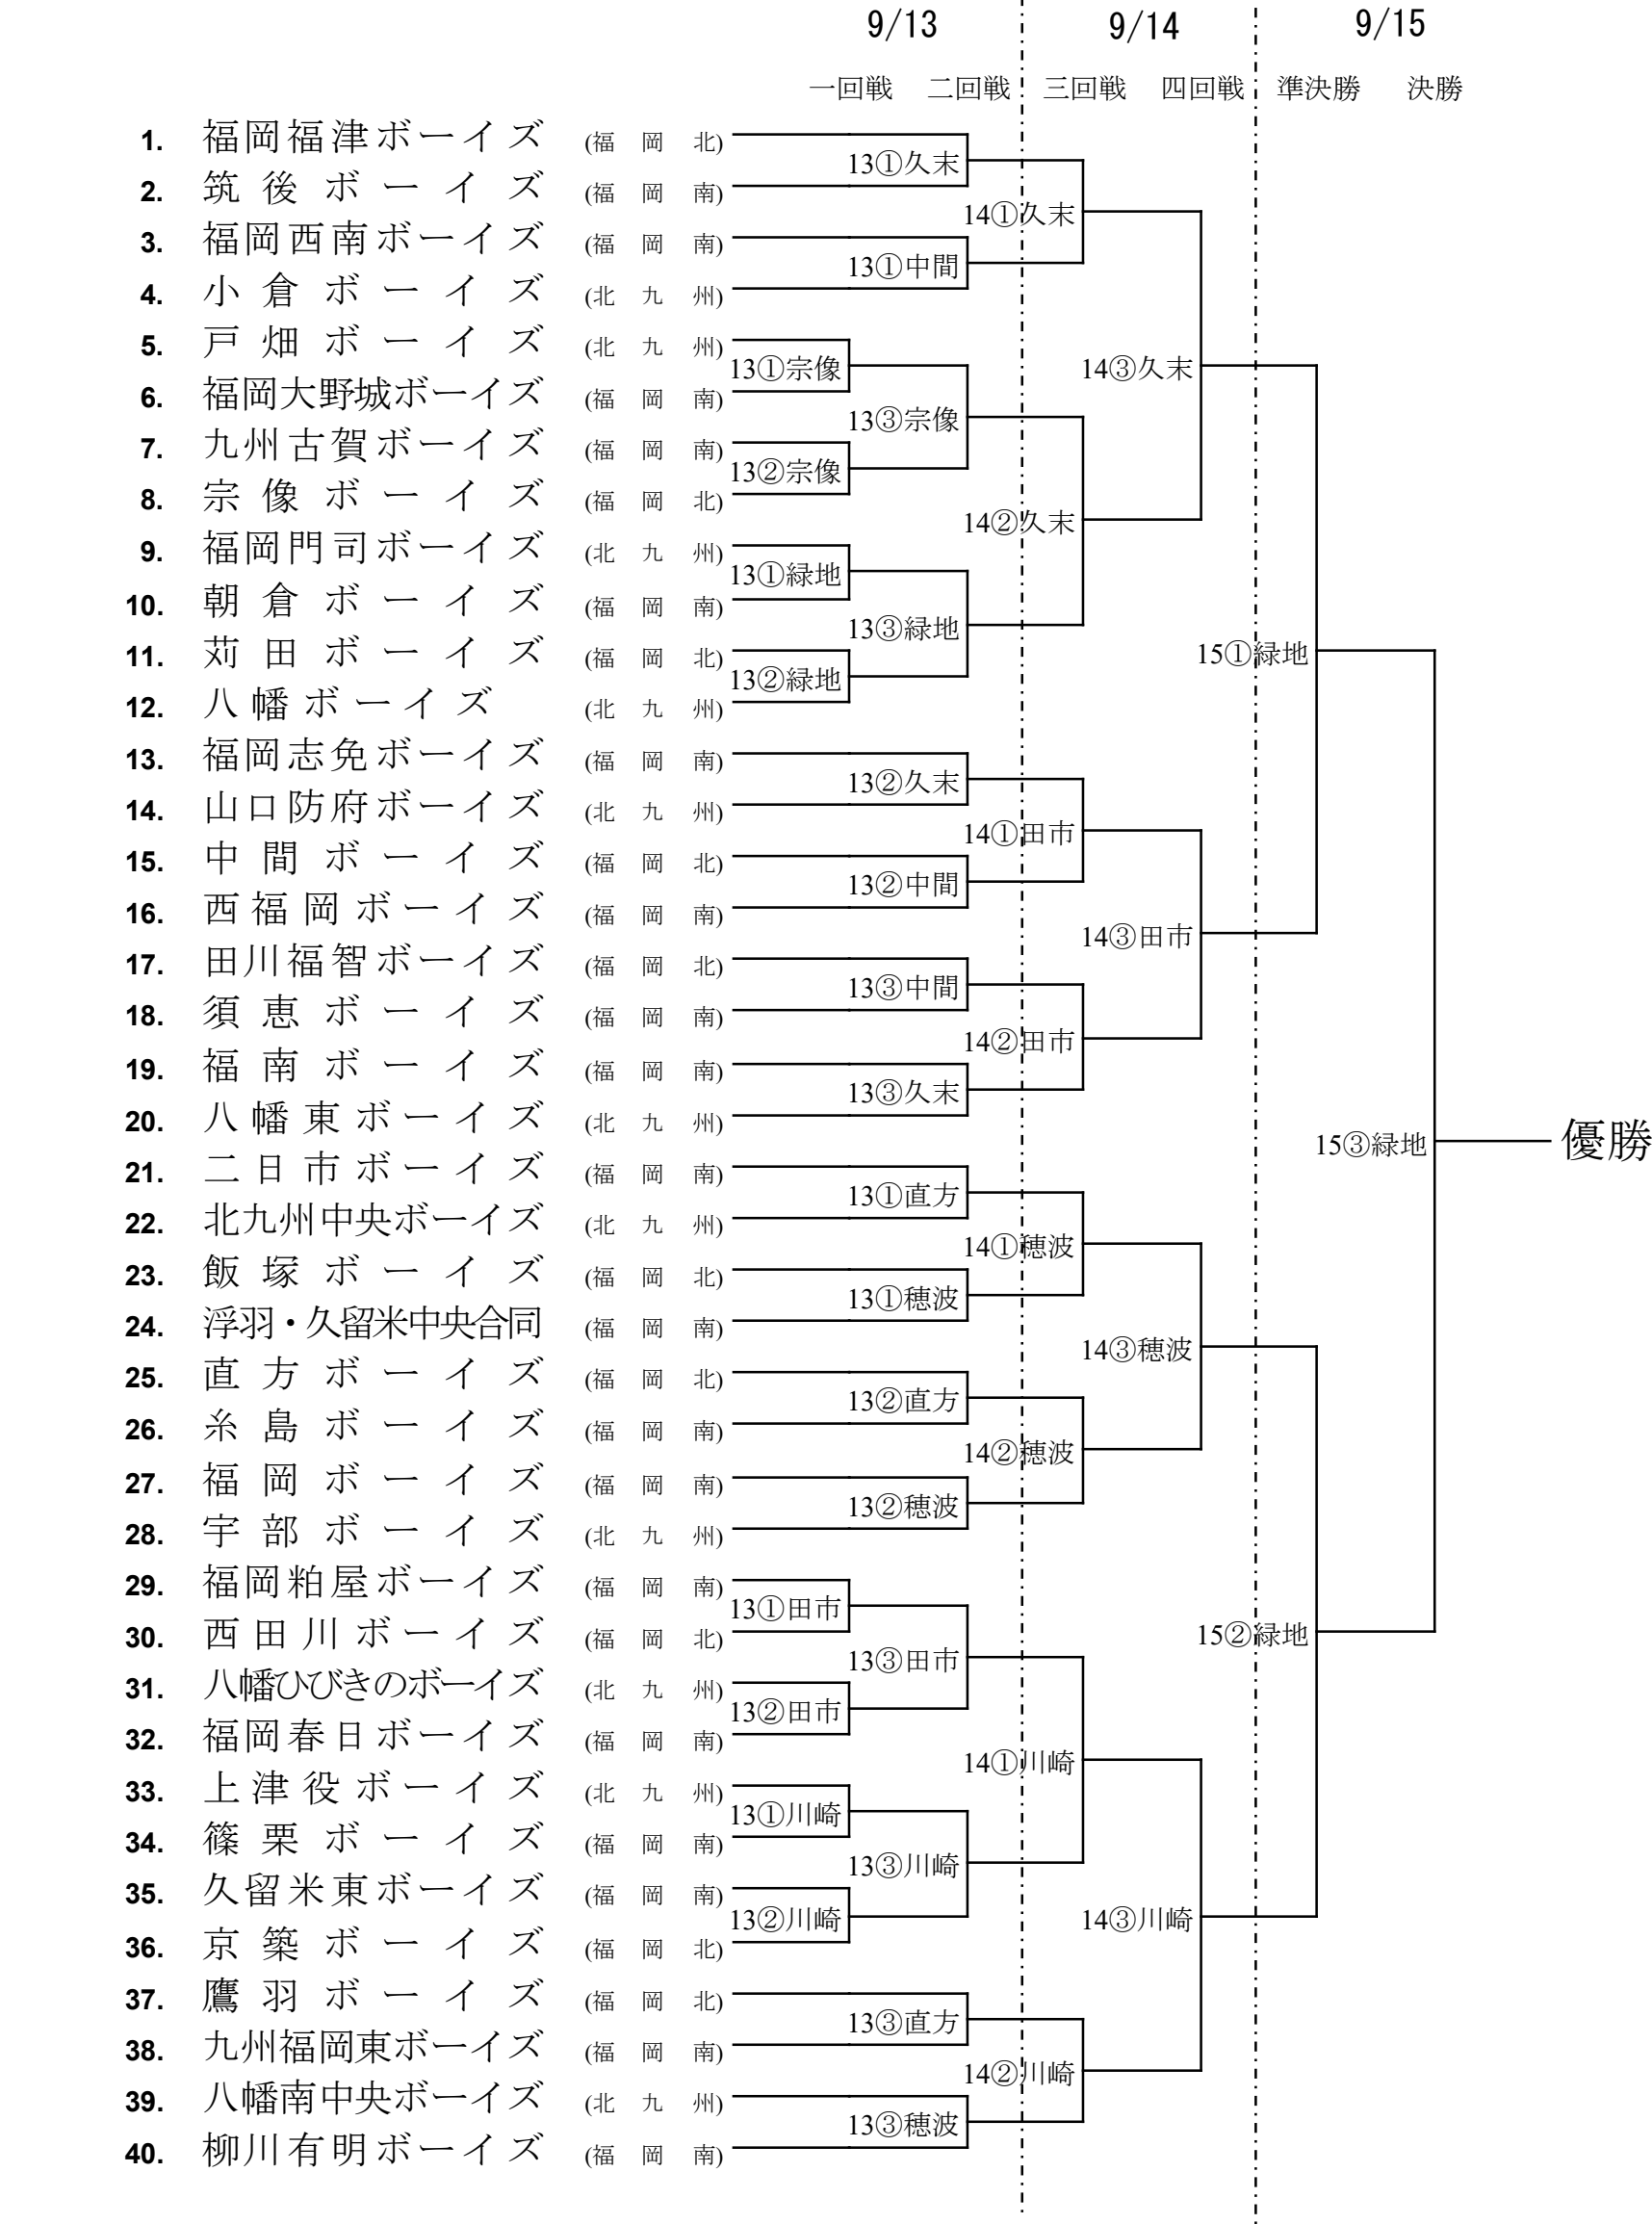 9/13 9/14 9/15
一回戦 二回戦 三回戦 四回戦 準決勝 決勝
1. 福岡福津ボーイズ (福岡北)
13①久末
2. 筑後ボーイズ (福岡南)
14①久末
3. 福岡西南ボーイズ (福岡南)
13①中間
4. 小倉ボーイズ (北九州)
5. 戸畑ボーイズ (北九州)
13①宗像 14③久末
6. 福岡大野城ボーイズ (福岡南)
13③宗像
7. 九州古賀ボーイズ (福岡南)
13②宗像
8. 宗像ボーイズ (福岡北)
14②久末
9. 福岡門司ボーイズ (北九州)
13①緑地
10. 朝倉ボーイズ (福岡南)
13③緑地
11. 苅田ボーイズ (福岡北)
15①緑地
13②緑地
12. 八幡ボーイズ (北九州)
13. 福岡志免ボーイズ (福岡南)
13②久末
14. 山口防府ボーイズ (北九州)
14①田市
15. 中間ボーイズ (福岡北)
13②中間
16. 西福岡ボーイズ (福岡南)
14③田市
17. 田川福智ボーイズ (福岡北)
13③中間
18. 須恵ボーイズ (福岡南)
14②田市
19. 福南ボーイズ (福岡南)
13③久末
20. 八幡東ボーイズ (北九州)
15③緑地 優勝
21. 二日市ボーイズ (福岡南)
13①直方
22. 北九州中央ボーイズ (北九州)
14①穂波
23. 飯塚ボーイズ (福岡北)
13①穂波
24. 浮羽・久留米中央合同 (福岡南)
14③穂波
25. 直方ボーイズ (福岡北)
13②直方
26. 糸島ボーイズ (福岡南)
14②穂波
27. 福岡ボーイズ (福岡南)
13②穂波
28. 宇部ボーイズ (北九州)
29. 福岡粕屋ボーイズ (福岡南)
13①田市
30. 西田川ボーイズ (福岡北)
15②緑地
13③田市
31. 八幡ひびきのボーイズ (北九州)
13②田市
32. 福岡春日ボーイズ (福岡南)
14①川崎
33. 上津役ボーイズ (北九州)
13①川崎
34. 篠栗ボーイズ (福岡南)
13③川崎
35. 久留米東ボーイズ (福岡南)
13②川崎 14③川崎
36. 京築ボーイズ (福岡北)
37. 鷹羽ボーイズ (福岡北)
13③直方
38. 九州福岡東ボーイズ (福岡南)
14②川崎
39. 八幡南中央ボーイズ (北九州)
13③穂波
40. 柳川有明ボーイズ (福岡南)